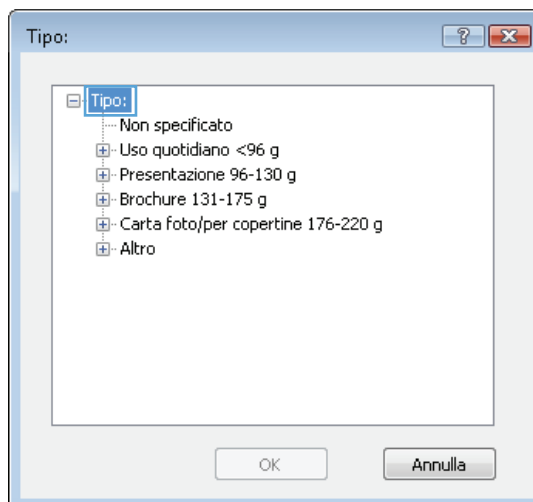 Tipo:
Tipo:
Non specificato
Uso quotidiano <96 g
Presentazione 96-130 g
Brochure 131-175 g
Carta foto/per copertine 176-220 g
Altro
OK Annulla